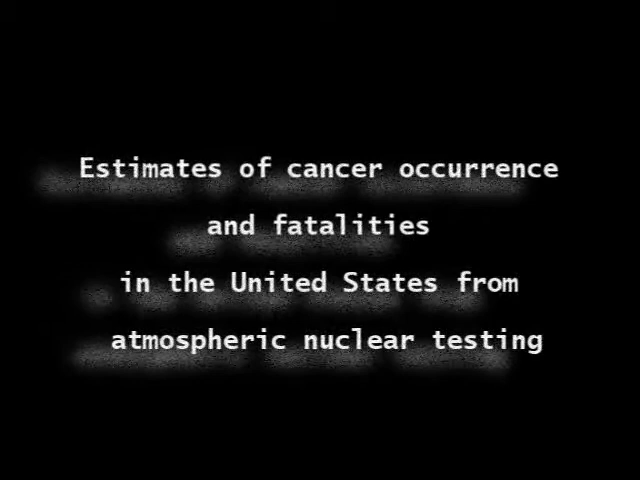 Estimates of cancer occurrence
and fatalities
in the United States from
atmospheric nuclear testing